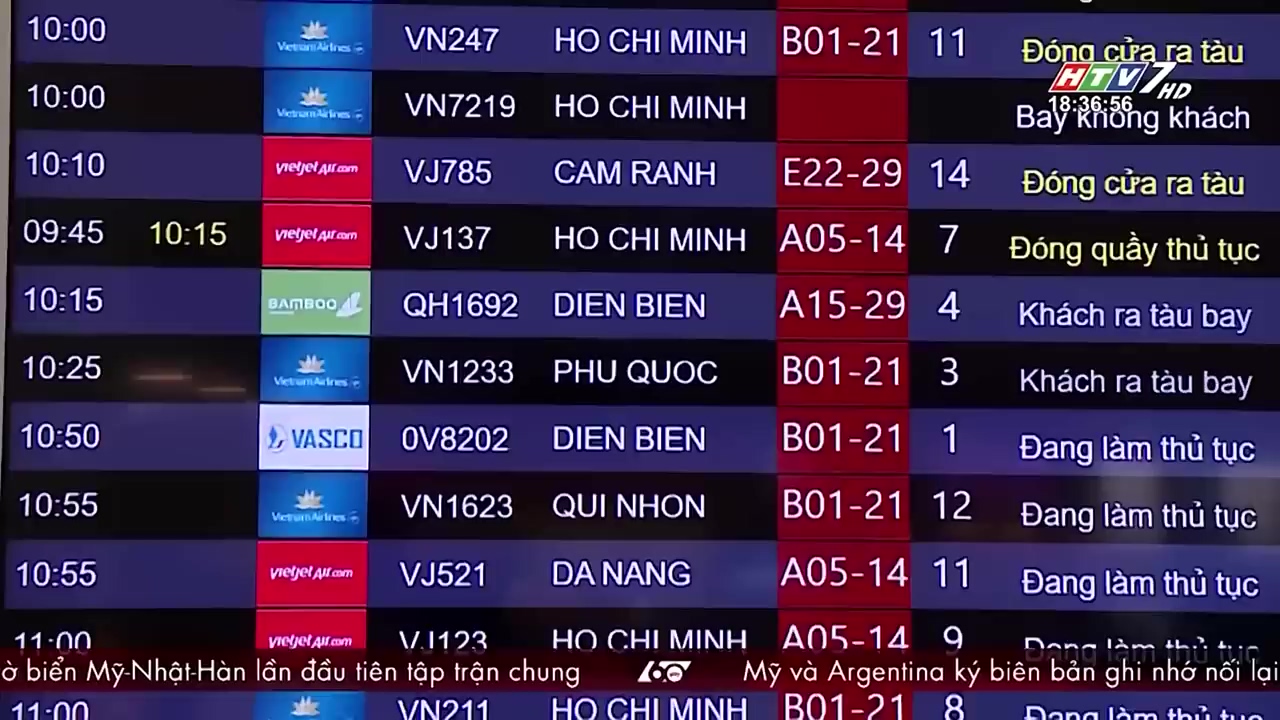 10:00 Vietnam Airlines VN247 HO CHI MINH B01-21 11 Đóng cửa ra tàu
HTV7 HD
18:36:56
10:00 Vietnam Airlines VN7219 HO CHI MINH Bay không khách
10:10 vietjetAir.com VJ785 CAM RANH E22-29 14 Đóng cửa ra tàu
09:45 10:15 vietjetAir.com VJ137 HO CHI MINH A05-14 7 Đóng quầy thủ tục
10:15 BAMBOO QH1692 DIEN BIEN A15-29 4 Khách ra tàu bay
10:25 Vietnam Airlines VN1233 PHU QUOC B01-21 3 Khách ra tàu bay
10:50 VASCO 0V8202 DIEN BIEN B01-21 1 Đang làm thủ tục
10:55 Vietnam Airlines VN1623 QUI NHON B01-21 12 Đang làm thủ tục
10:55 vietjetAir.com VJ521 DA NANG A05-14 11 Đang làm thủ tục
11:00 vietjetAir.com VJ123 HO CHI MINH A05-14 9 Đang làm thủ tục
ờ biển Mỹ-Nhật-Hàn lần đầu tiên tập trận chung 60 Mỹ và Argentina ký biên bản ghi nhớ nối lại
11:00 VN211 HO CHI MINH B01-21 8 Đang làm thủ tục